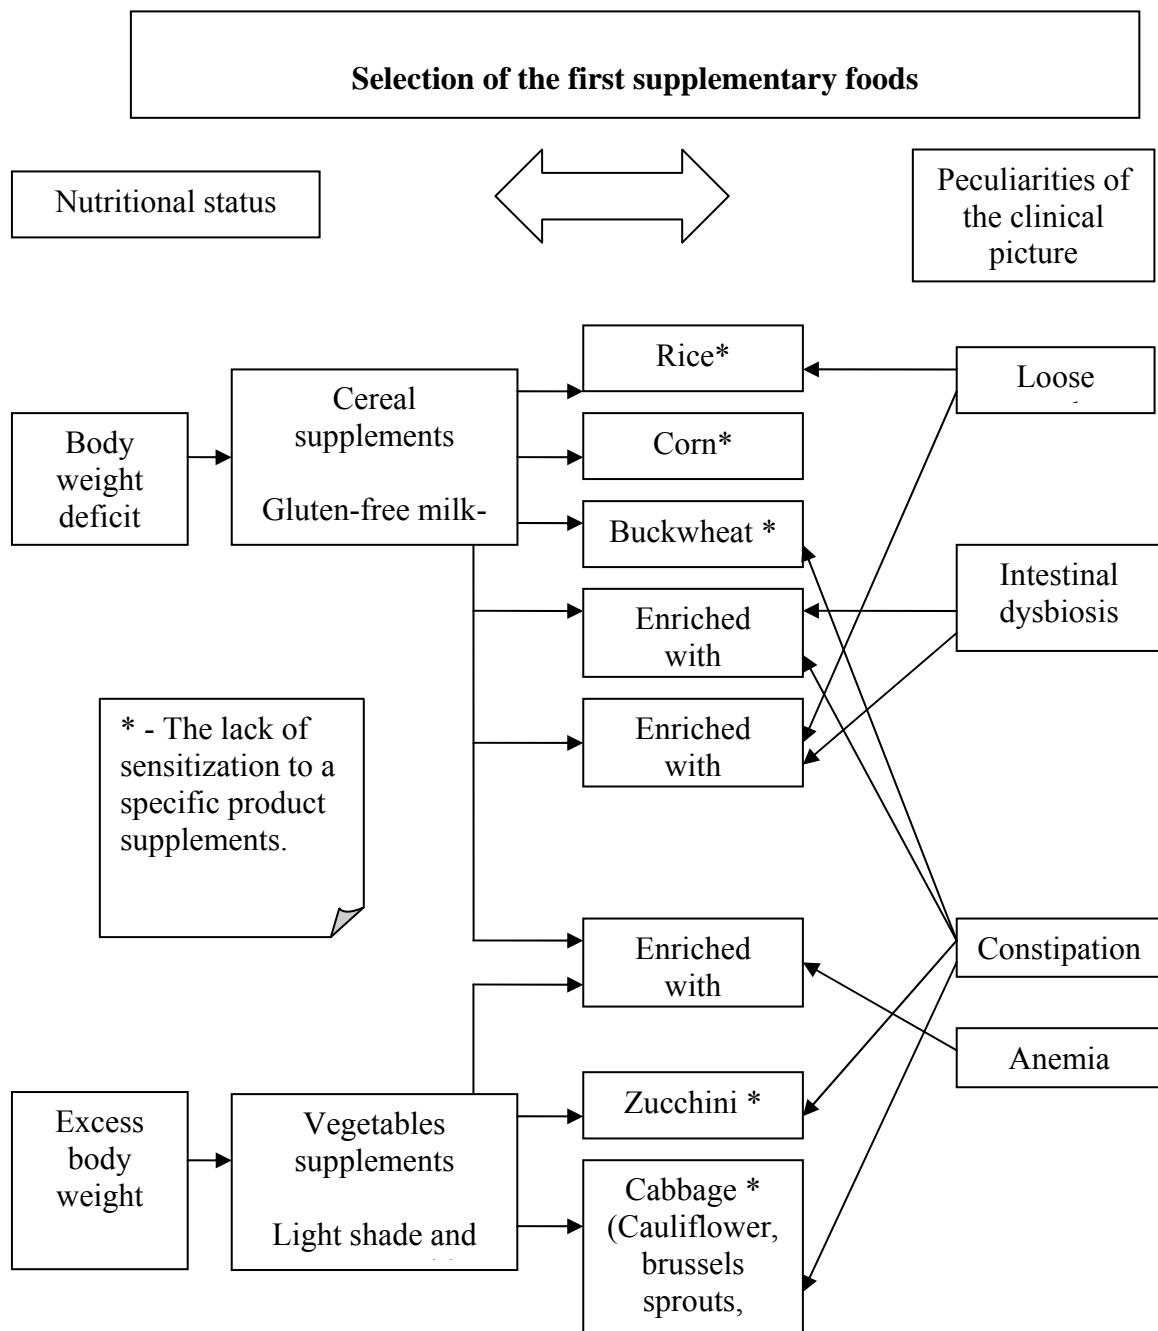 Selection of the first supplementary foods
Nutritional status
Peculiarities of
the clinical
picture
Rice*
Loose
Cereal
supplements
Gluten-free milk-
Body
weight
deficit
Corn*
Buckwheat *
Intestinal
dysbiosis
Enriched
with
Enriched
with
* - The lack of
sensitization to a
specific product
supplements.
Enriched
with
Constipation
Anemia
Zucchini *
Excess
body
weight
Vegetables
supplements
Light shade and
Cabbage *
(Cauliflower,
brussels
sprouts,